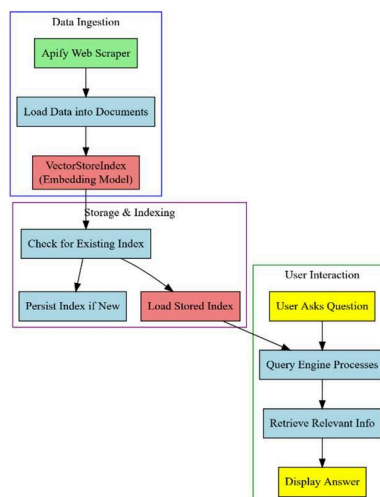 Data Ingestion
Apify Web Scraper
Load Data into Documents
VectorStoreIndex
(Embedding Model)
Storage & Indexing
Check for Existing Index
Persist Index if New
Load Stored Index
User Interaction
User Asks Question
Query Engine Processes
Retrieve Relevant Info
Display Answer